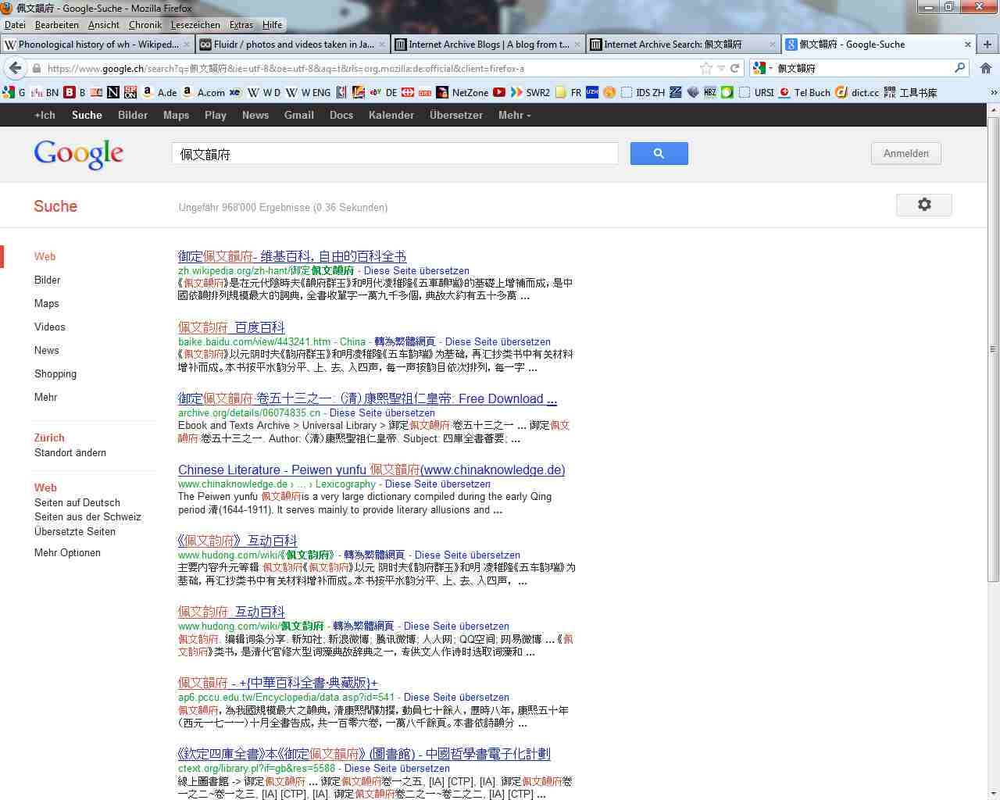 佩文韻府 - Google-Suche - Mozilla Firefox
Datei Bearbeiten Ansicht Chronik Lesezeichen Extras Hilfe
Phonological history of wh - Wikiped... Fluidr / photos and videos taken in Ja... Internet Archive Blogs | A blog from t... Internet Archive Search: 佩文韻府 佩文韻府 - Google-Suche
https://www.google.ch/search?q=佩文韻府&ie=utf-8&oe=utf-8&aq=t&rls=org.mozilla:de:official&client=firefox-a 佩文韻府
G BN B A.de A.com W D W ENG DE NetZone SWR2 FR IDS ZH URSI Tel Buch dict.cc 工具书库
+Ich Suche Bilder Maps Play News Gmail Docs Kalender Übersetzer Mehr
Google 佩文韻府 Anmelden
Suche Ungefähr 968'000 Ergebnisse (0.36 Sekunden)
Web
Bilder
Maps
Videos
News
Shopping
Mehr
Zürich
Standort ändern
Web
Seiten auf Deutsch
Seiten aus der Schweiz
Übersetzte Seiten
Mehr Optionen
御定佩文韻府- 维基百科，自由的百科全书
zh.wikipedia.org/zh-hant/御定佩文韻府 - Diese Seite übersetzen
《佩文韻府》是在元代陰時夫《韻府群玉》和明代凌稚隆《五車韻瑞》的基礎上增補而成，是中
國依韻排列規模最大的詞典，全書收單字一萬九千多個，典故大約有五十多萬 ...
佩文韵府_百度百科
baike.baidu.com/view/443241.htm - China - 轉為繁體網頁 - Diese Seite übersetzen
《佩文韵府》以元阴时夫《韵府群玉》和明凌稚隆《五车韵瑞》为基础，再汇抄类书中有关材料
增补而成。本书按平水韵分平、上、去、入四声，每一声按韵目依次排列，每一字 ...
御定佩文韻府·卷五十三之一：（清）康熙聖祖仁皇帝: Free Download ...
archive.org/details/06074835.cn - Diese Seite übersetzen
Ebook and Texts Archive > Universal Library > 御定佩文韻府·卷五十三之一 ... 御定佩文
韻府·卷五十三之一. Author:（清）康熙聖祖仁皇帝. Subject: 四庫全書薈要; ...
Chinese Literature - Peiwen yunfu 佩文韻府(www.chinaknowledge.de)
www.chinaknowledge.de › ... › Lexicography - Diese Seite übersetzen
The Peiwen yunfu 佩文韻府is a very large dictionary compiled during the early Qing
period 清(1644-1911). It serves mainly to provide literary allusions and ...
《佩文韵府》_互动百科
www.hudong.com/wiki/《佩文韵府》 - 轉為繁體網頁 - Diese Seite übersetzen
主要内容升元等辑 佩文韵府《佩文韵府》以元 阴时夫《韵府群玉》和明 凌稚隆《五车韵瑞》为
基础，再汇抄类书中有关材料增补而成。本书按平水韵分平、上、去、入四声， ...
佩文韵府_互动百科
www.hudong.com/wiki/佩文韵府 - 轉為繁體網頁 - Diese Seite übersetzen
佩文韵府. 编辑词条分享. 新知社; 新浪微博; 腾讯微博; 人人网; QQ空间; 网易微博 ... 《佩
文韵府》类书，是清代官修大型词藻典故辞典之一，专供文人作诗时选取词藻和 ...
佩文韻府 - +{中華百科全書‧典藏版}+
ap6.pccu.edu.tw/Encyclopedia/data.asp?id=541 - Diese Seite übersetzen
佩文韻府，為我國規模最大之韻典，清康熙間勅撰，動員七十餘人，歷時八年，康熙五十年
（西元一七一一）十月全書告成，共一百零六卷，一萬八千餘頁。本書依詩韻分 ...
《欽定四庫全書》本《御定佩文韻府》 (圖書館) - 中國哲學書電子化計劃
ctext.org/library.pl?if=gb&res=5588 - Diese Seite übersetzen
線上圖書館 -> 御定佩文韻府 ... 御定佩文韻府卷一之五, [IA] [CTP], [IA]. 御定佩文韻府卷
一之二~卷一之三, [IA] [CTP], [IA]. 御定佩文韻府卷二之一~卷二之二, [IA] [CTP] ...